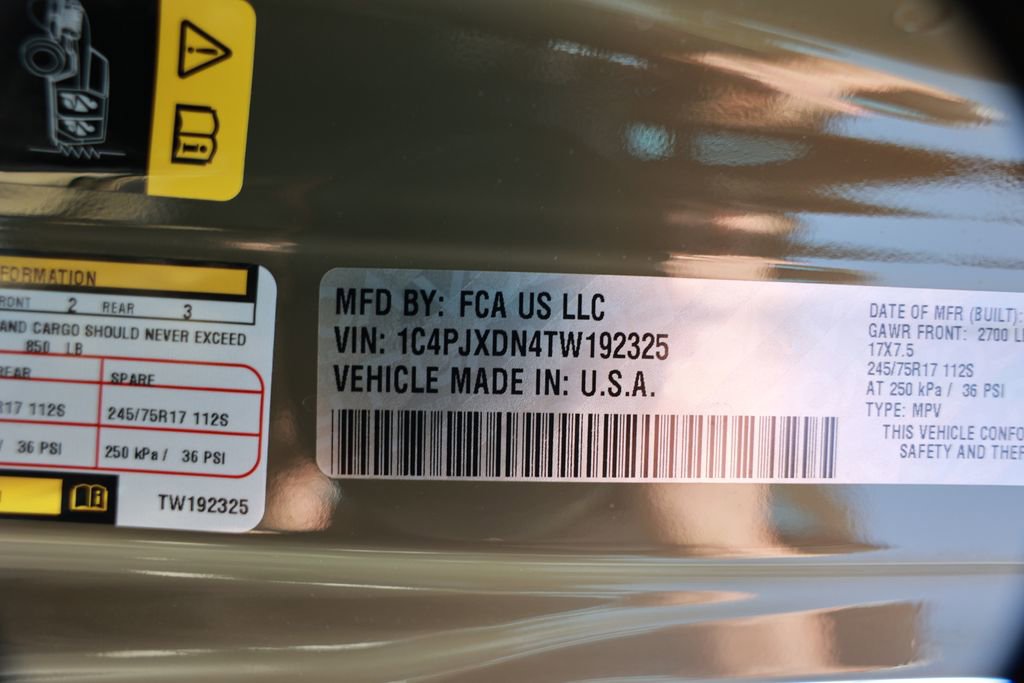 FORMATION
RONT 2 REAR 3
AND CARGO SHOULD NEVER EXCEED
850 LB
REAR SPARE
R17 112S 245/75R17 112S
/ 36 PSI 250 kPa / 36 PSI
TW192325
MFD BY: FCA US LLC
VIN: 1C4PJXDN4TW192325
VEHICLE MADE IN: U.S.A.
DATE OF MFR (BUILT):
GAWR FRONT: 2700 L
17X7.5
245/75R17 112S
AT 250 kPa / 36 PSI
TYPE: MPV
THIS VEHICLE CONFO
SAFETY AND THEF